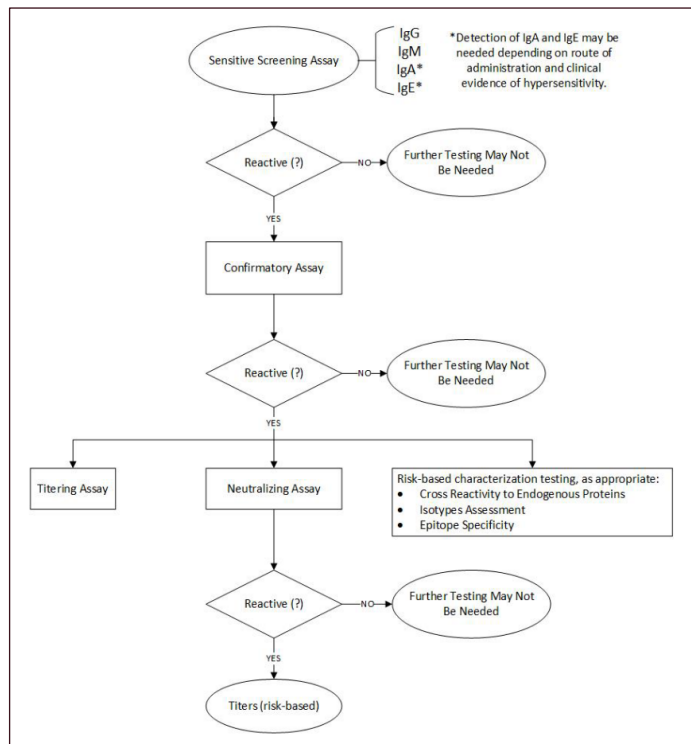 Sensitive Screening Assay
IgG
IgM
IgA*
IgE*
*Detection of IgA and IgE may be
needed depending on route of
administration and clinical
evidence of hypersensitivity.
Reactive (?)
NO
Further Testing May Not
Be Needed
YES
Confirmatory Assay
Reactive (?)
NO
Further Testing May Not
Be Needed
YES
Titering Assay
Neutralizing Assay
Risk-based characterization testing, as appropriate:
• Cross Reactivity to Endogenous Proteins
• Isotypes Assessment
• Epitope Specificity
Reactive (?)
NO
Further Testing May Not
Be Needed
YES
Titers (risk-based)